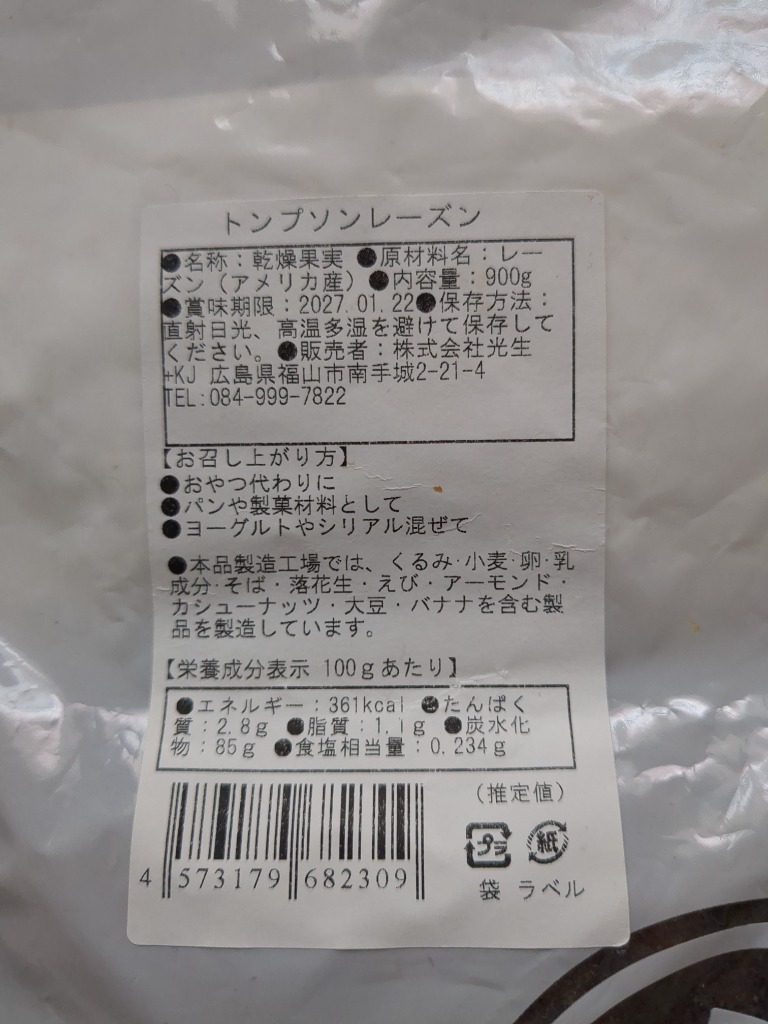 トンプソンレーズン
●名称：乾燥果実 ●原材料名：レー
ズン（アメリカ産）●内容量：900g
●賞味期限：2027.01.22●保存方法：
直射日光、高温多湿を避けて保存して
ください。●販売者：株式会社光生
+KJ 広島県福山市南手城2-21-4
TEL:084-999-7822
【お召し上がり方】
●おやつ代わりに
●パンや製菓材料として
●ヨーグルトやシリアル混ぜて
●本品製造工場では、くるみ・小麦・卵・乳
成分・そば・落花生・えび・アーモンド・
カシューナッツ・大豆・バナナを含む製
品を製造しています。
【栄養成分表示 100gあたり】
●エネルギー：361kcal ●たんぱく
質：2.8g ●脂質：1.1g ●炭水化
物：85g ●食塩相当量：0.234g
（推定値）
プラ 紙
袋 ラベル
4 573179 682309